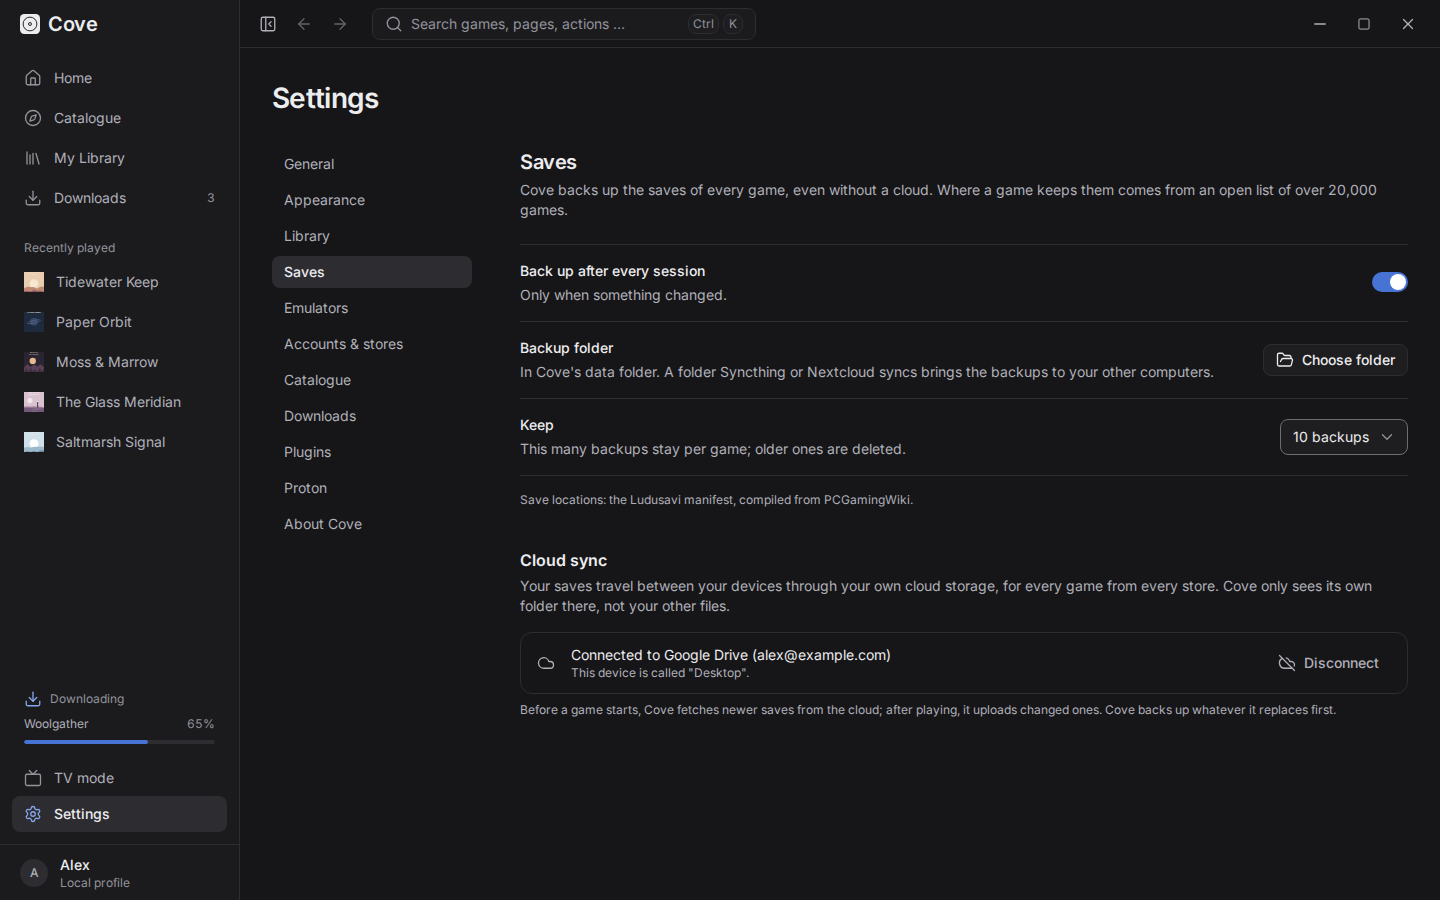 Cove
Search games, pages, actions ...
Ctrl
K
Home
Catalogue
My Library
Downloads
3
Recently played
Tidewater Keep
Paper Orbit
Moss & Marrow
The Glass Meridian
Saltmarsh Signal
Downloading
Woolgather
65%
TV mode
Settings
A
Alex
Local profile
Settings
General
Appearance
Library
Saves
Emulators
Accounts & stores
Catalogue
Downloads
Plugins
Proton
About Cove
Saves
Cove backs up the saves of every game, even without a cloud. Where a game keeps them comes from an open list of over 20,000
games.
Back up after every session
Only when something changed.
Backup folder
In Cove's data folder. A folder Syncthing or Nextcloud syncs brings the backups to your other computers.
Choose folder
Keep
This many backups stay per game; older ones are deleted.
10 backups
Save locations: the Ludusavi manifest, compiled from PCGamingWiki.
Cloud sync
Your saves travel between your devices through your own cloud storage, for every game from every store. Cove only sees its own
folder there, not your other files.
Connected to Google Drive (alex@example.com)
This device is called "Desktop".
Disconnect
Before a game starts, Cove fetches newer saves from the cloud; after playing, it uploads changed ones. Cove backs up whatever it replaces first.